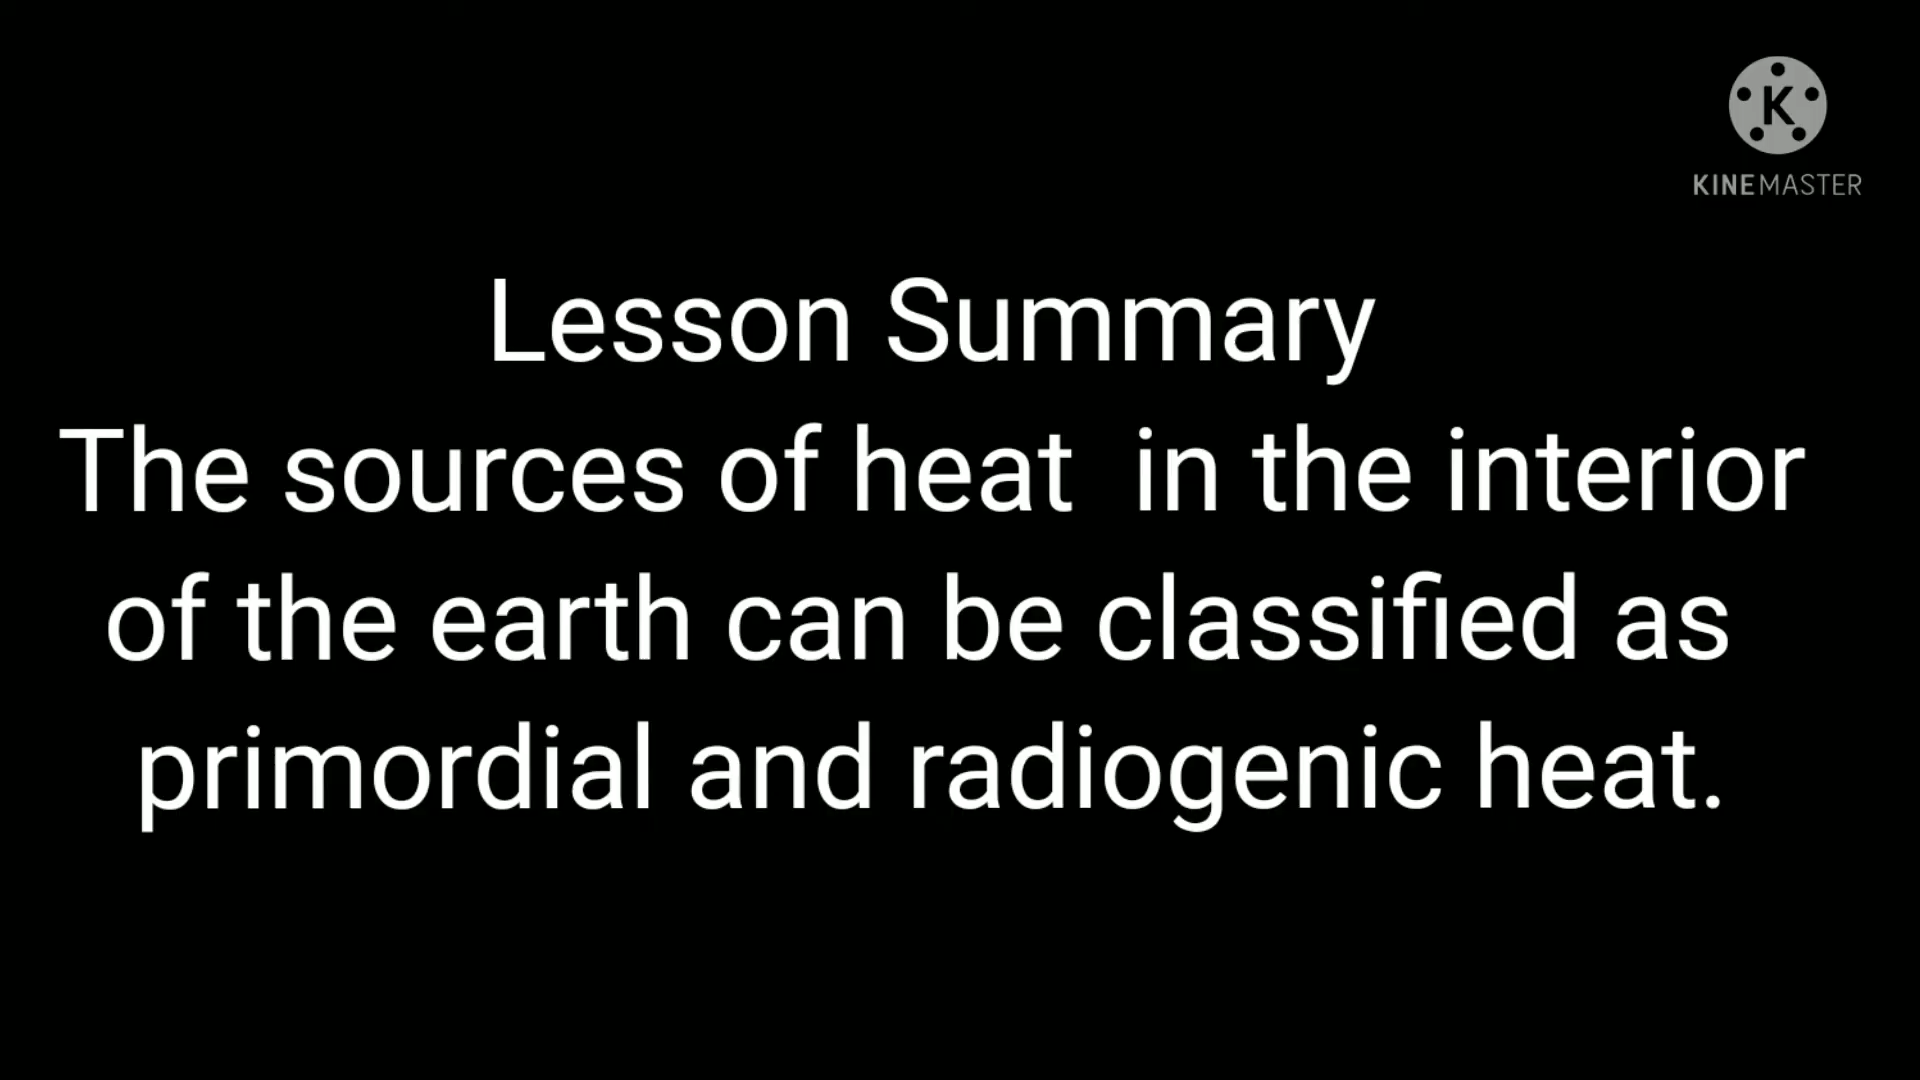 K
KINEMASTER
Lesson Summary
The sources of heat  in the interior
of the earth can be classified as
primordial and radiogenic heat.